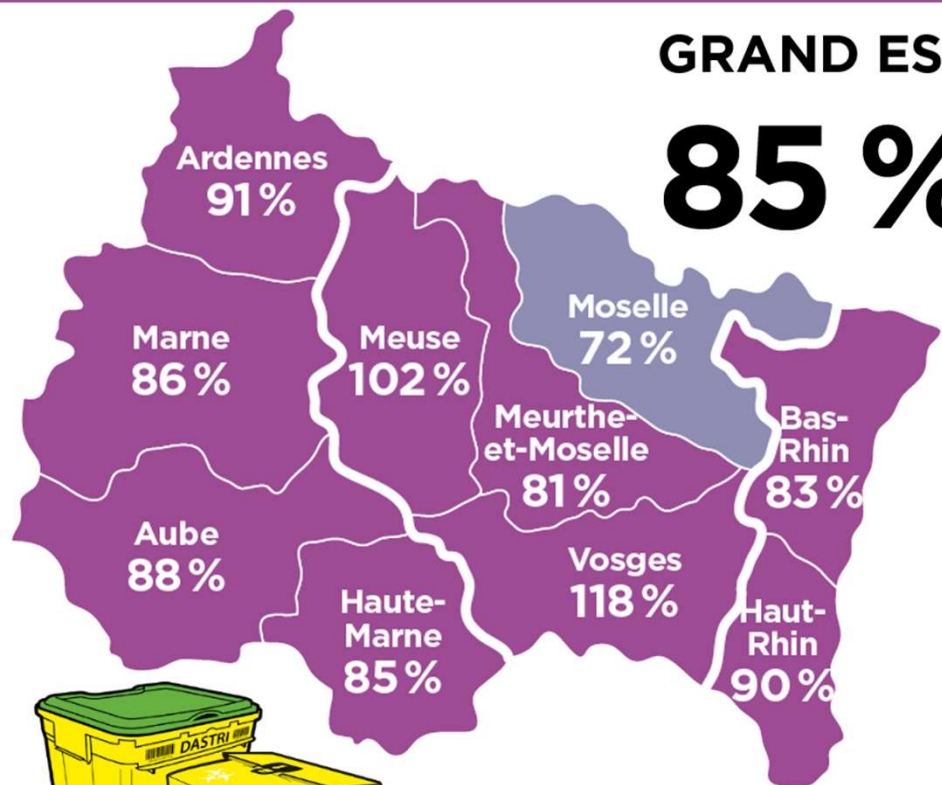 GRAND ES
85 %
Ardennes
91 %
Marne
86 %
Meuse
102 %
Moselle
72 %
Meurthe-
et-Moselle
81 %
Bas-
Rhin
83 %
Aube
88 %
Haute-
Marne
85 %
Vosges
118 %
Haut-
Rhin
90 %
DASTRI